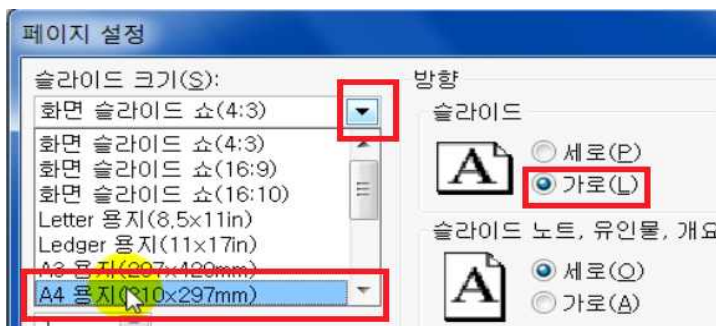 페이지 설정
슬라이드 크기(S):
화면 슬라이드 쇼(4:3)
화면 슬라이드 쇼(4:3)
화면 슬라이드 쇼(16:9)
화면 슬라이드 쇼(16:10)
Letter 용지(8.5x11in)
Ledger 용지(11x17in)
A3 용지(297x420mm)
A4 용지(210x297mm)
방향
슬라이드
A
세로(P)
가로(L)
슬라이드 노트, 유인물, 개요
A
세로(O)
가로(A)